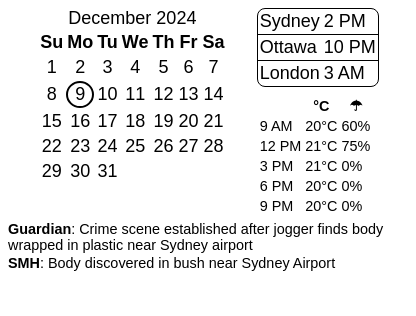 December 2024
Su Mo Tu We Th Fr Sa
1 2 3 4 5 6 7
8 9 10 11 12 13 14
15 16 17 18 19 20 21
22 23 24 25 26 27 28
29 30 31
Sydney 2 PM
Ottawa 10 PM
London 3 AM
°C ☂
9 AM 20°C 60%
12 PM 21°C 75%
3 PM 21°C 0%
6 PM 20°C 0%
9 PM 20°C 0%
Guardian: Crime scene established after jogger finds body
wrapped in plastic near Sydney airport
SMH: Body discovered in bush near Sydney Airport